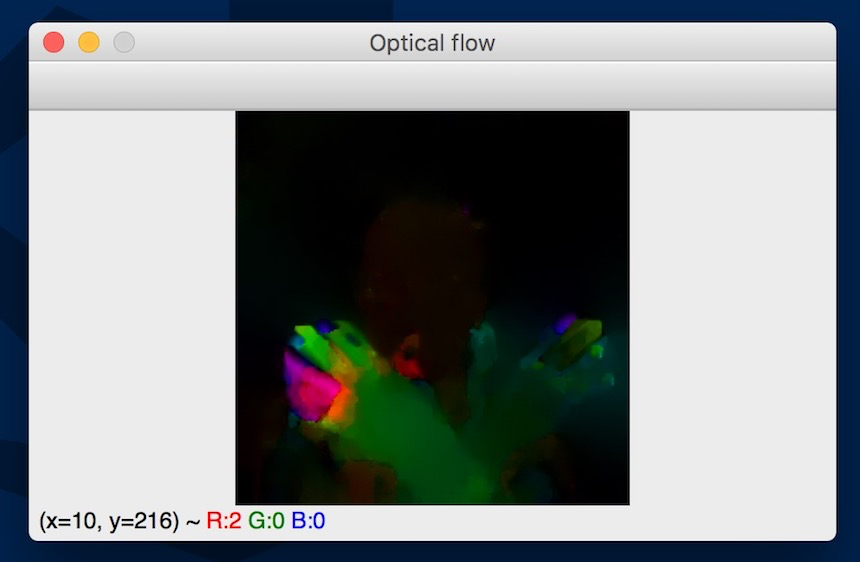 Optical flow
(x=10, y=216) ~ R:2 G:0 B:0